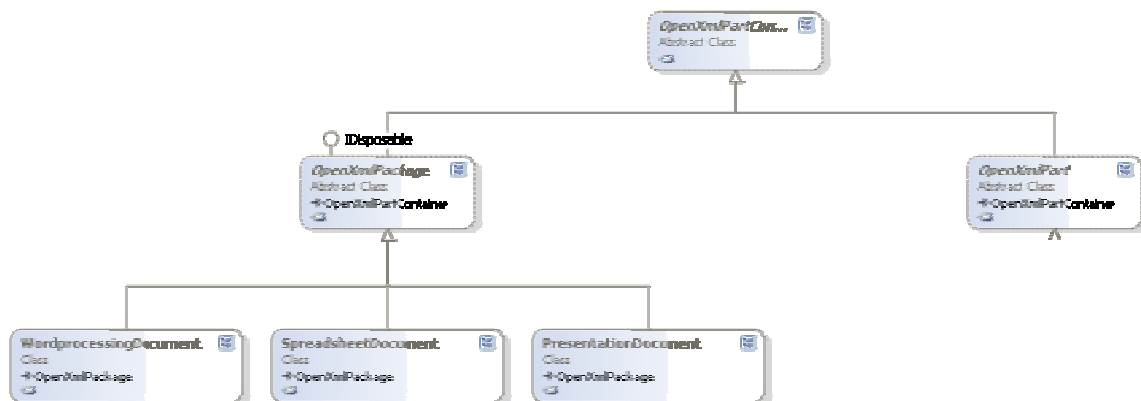 OpenXmlPartCon...
Abstract Class
IDisposable
OpenXmlPackage
Abstract Class
OpenXmlPartContainer
OpenXmlPart
Abstract Class
OpenXmlPartContainer
WordprocessingDocument
Class
OpenXmlPackage
SpreadsheetDocument
Class
OpenXmlPackage
PresentationDocument
Class
OpenXmlPackage